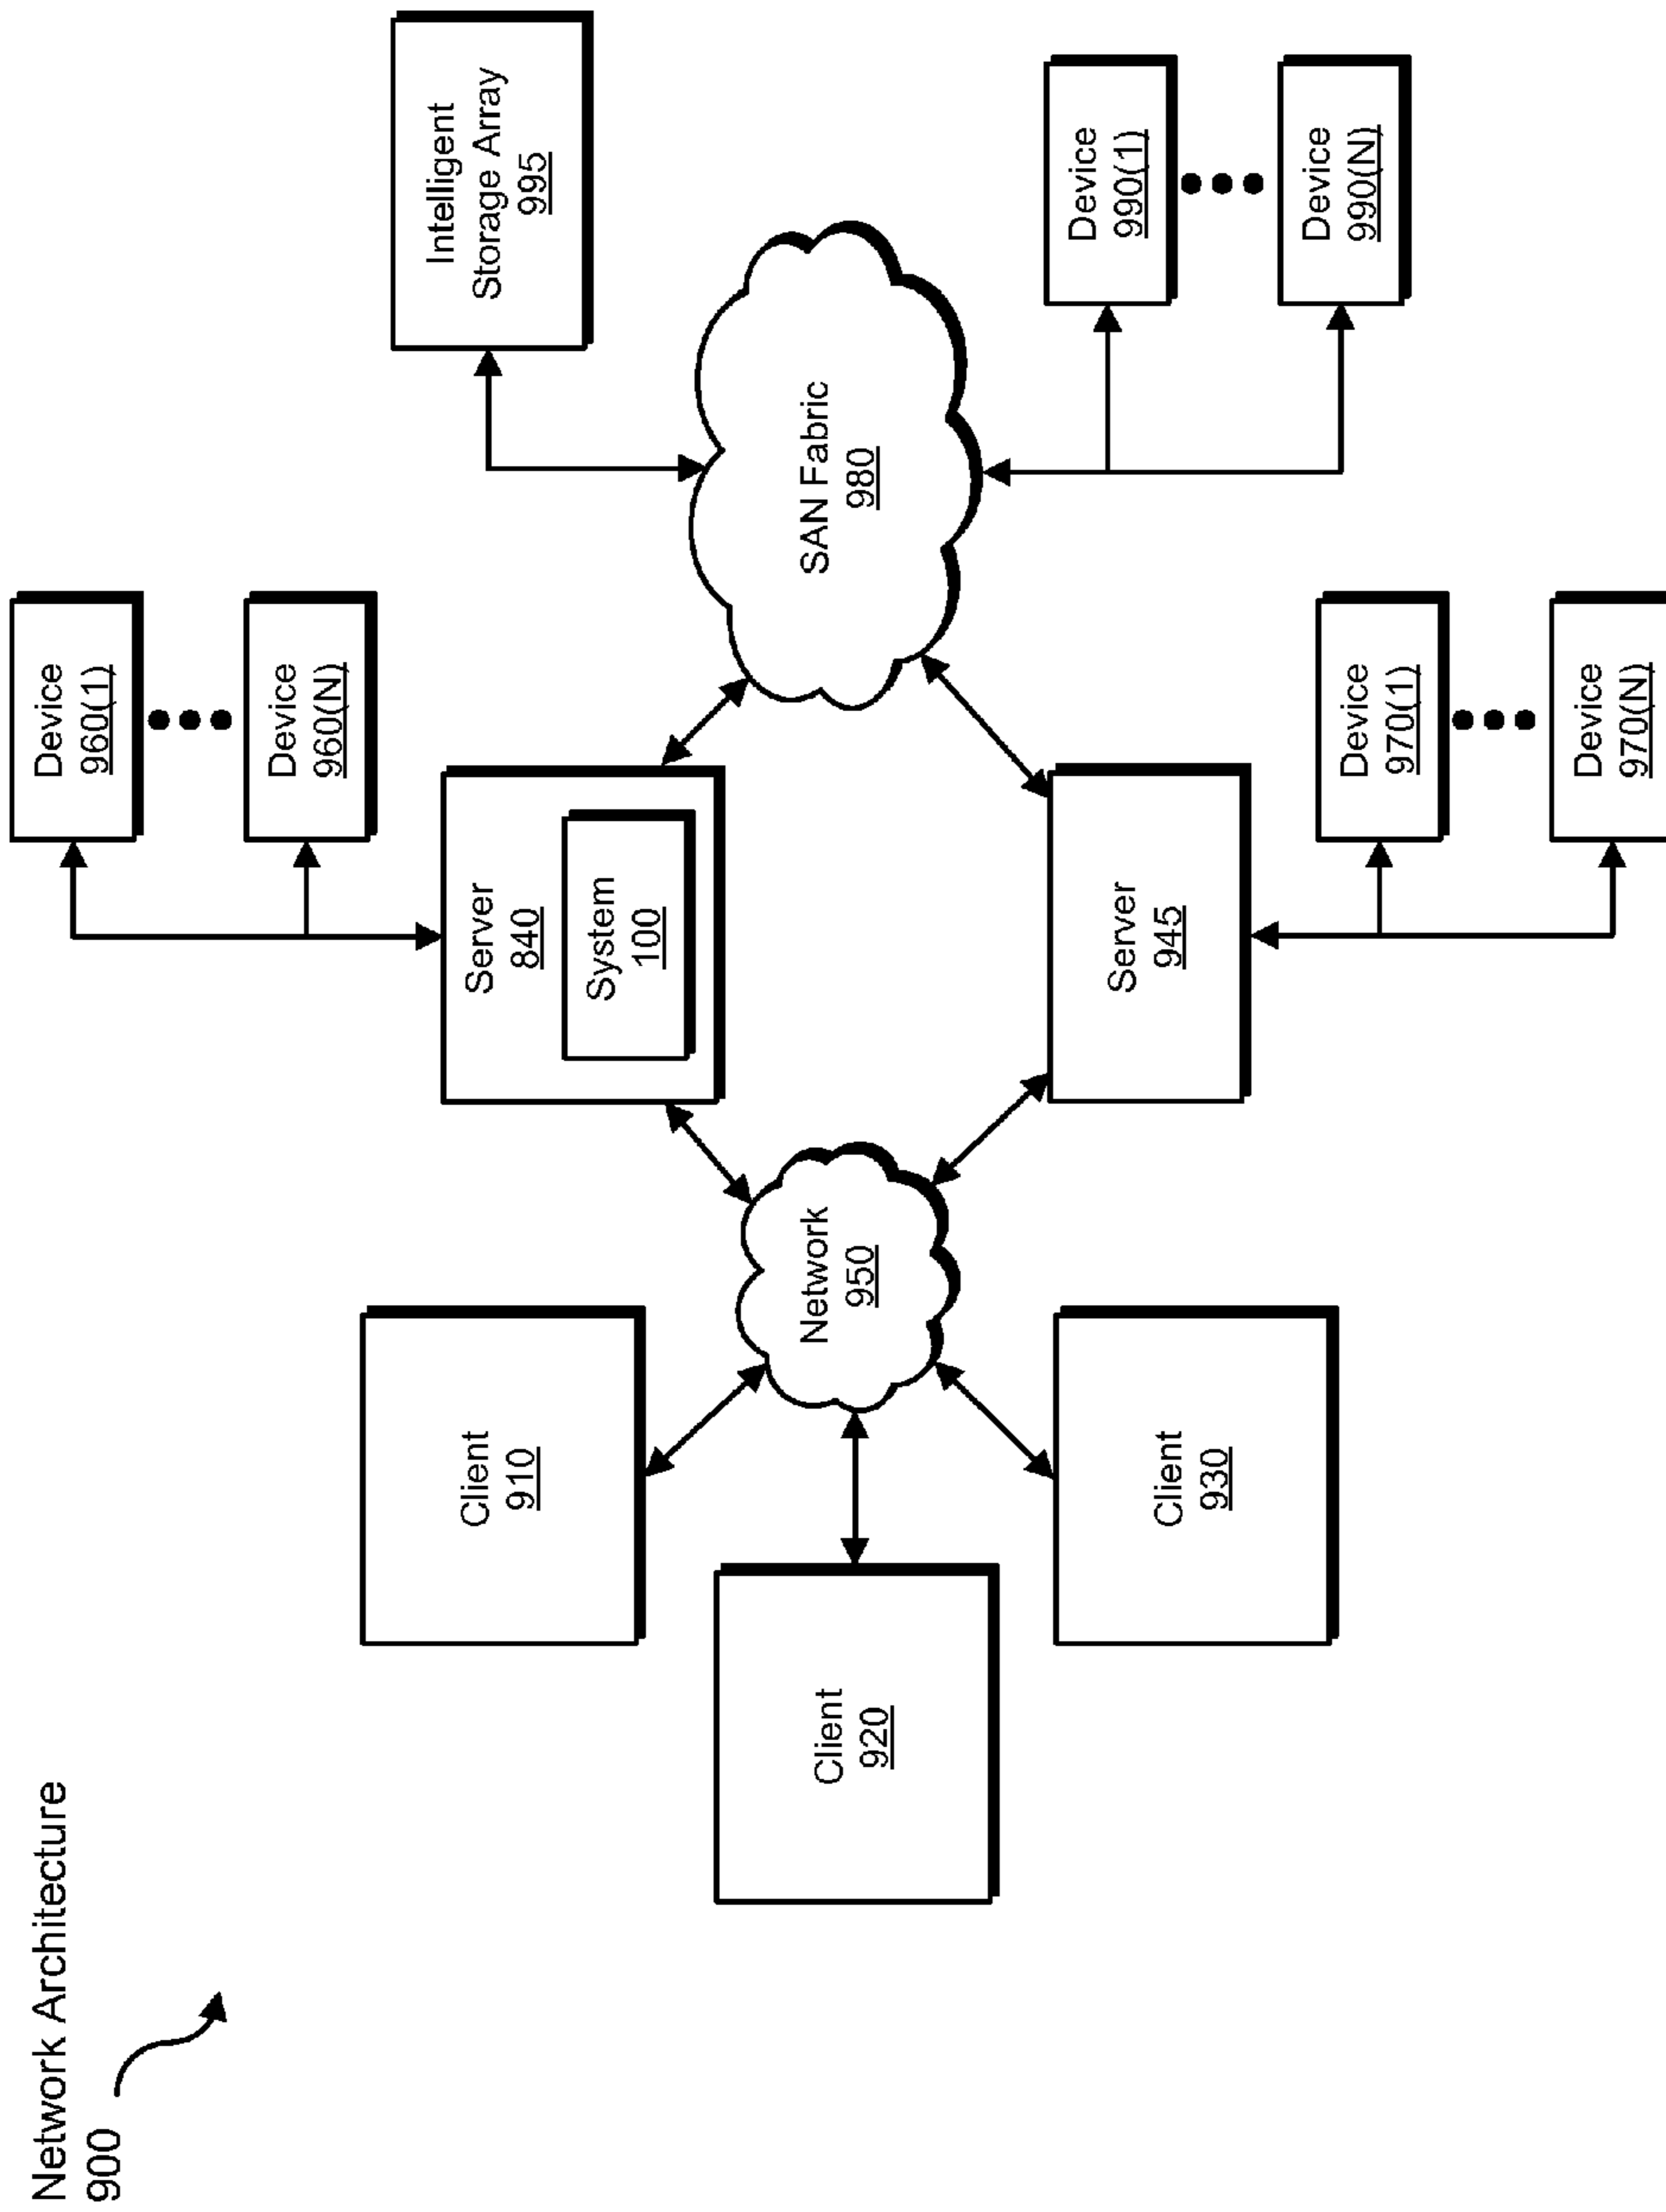 Network Architecture
900
Device
960(1)
Device
960(N)
Intelligent
Storage Array
995
Server
840
System
100
Client
910
Client
920
Network
950
SAN Fabric
980
Client
930
Server
945
Device
990(1)
Device
990(N)
Device
970(1)
Device
970(N)